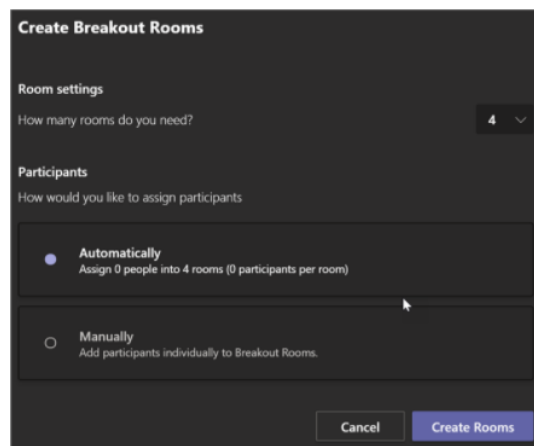 Create Breakout Rooms
Room settings
How many rooms do you need?
4
Participants
How would you like to assign participants
Automatically
Assign 0 people into 4 rooms (0 participants per room)
Manually
Add participants individually to Breakout Rooms.
Cancel
Create Rooms